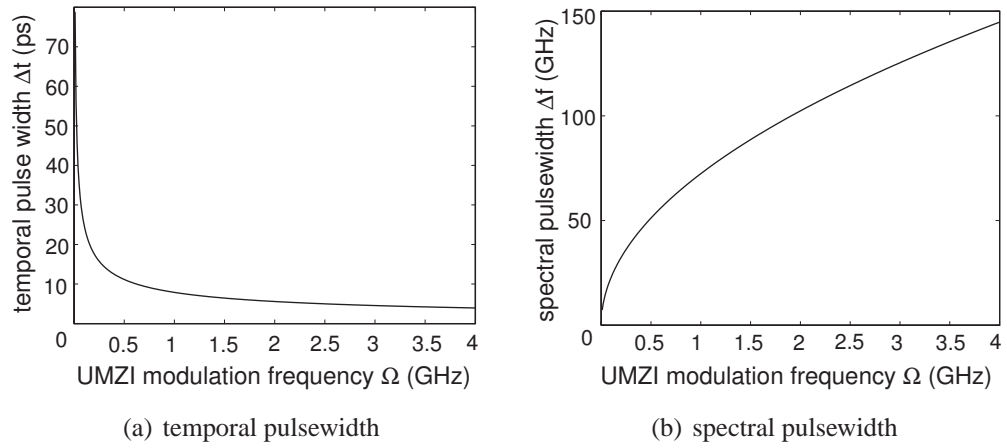 temporal pulse width Δt (ps)
70
60
50
40
30
20
10
0
0.5 1 1.5 2 2.5 3 3.5 4
UMZI modulation frequency Ω (GHz)
(a) temporal pulsewidth
spectral pulsewidth Δf (GHz)
150
100
50
0
0.5 1 1.5 2 2.5 3 3.5 4
UMZI modulation frequency Ω (GHz)
(b) spectral pulsewidth